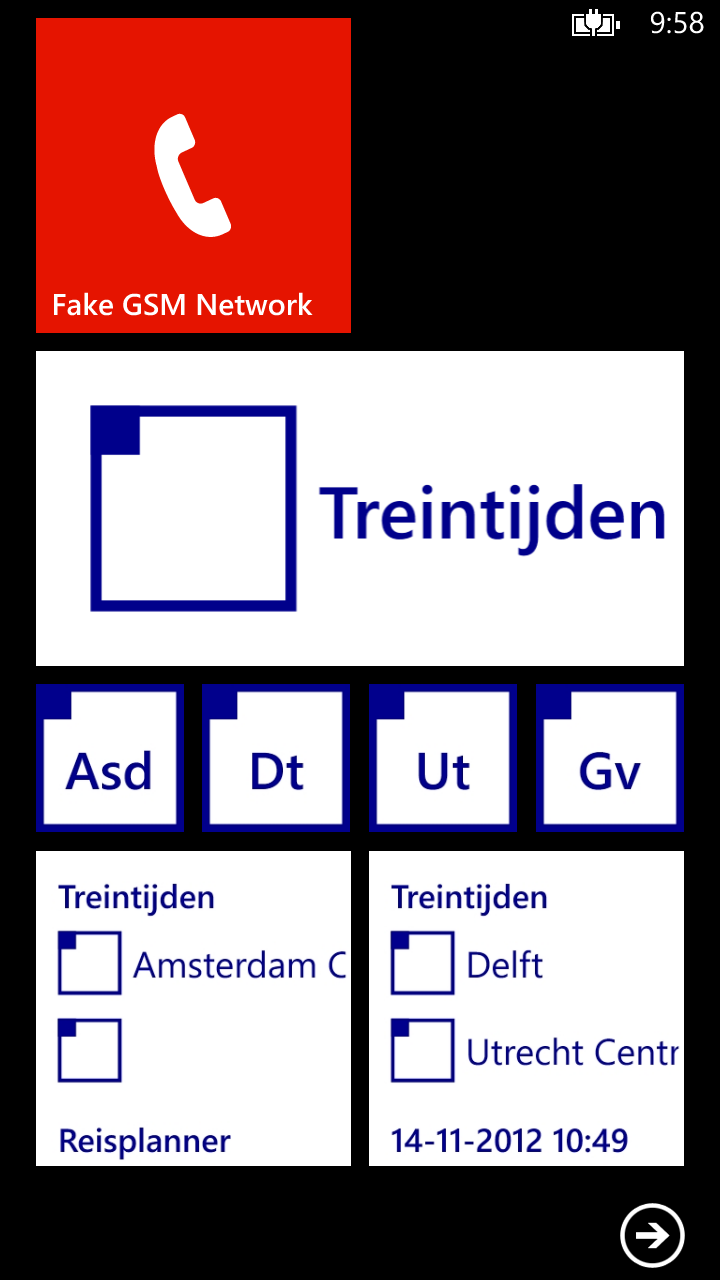 9:58
Fake GSM Network
Treintijden
Asd
Dt
Ut
Gv
Treintijden
Amsterdam C
Reisplanner
Treintijden
Delft
Utrecht Centr
14-11-2012 10:49